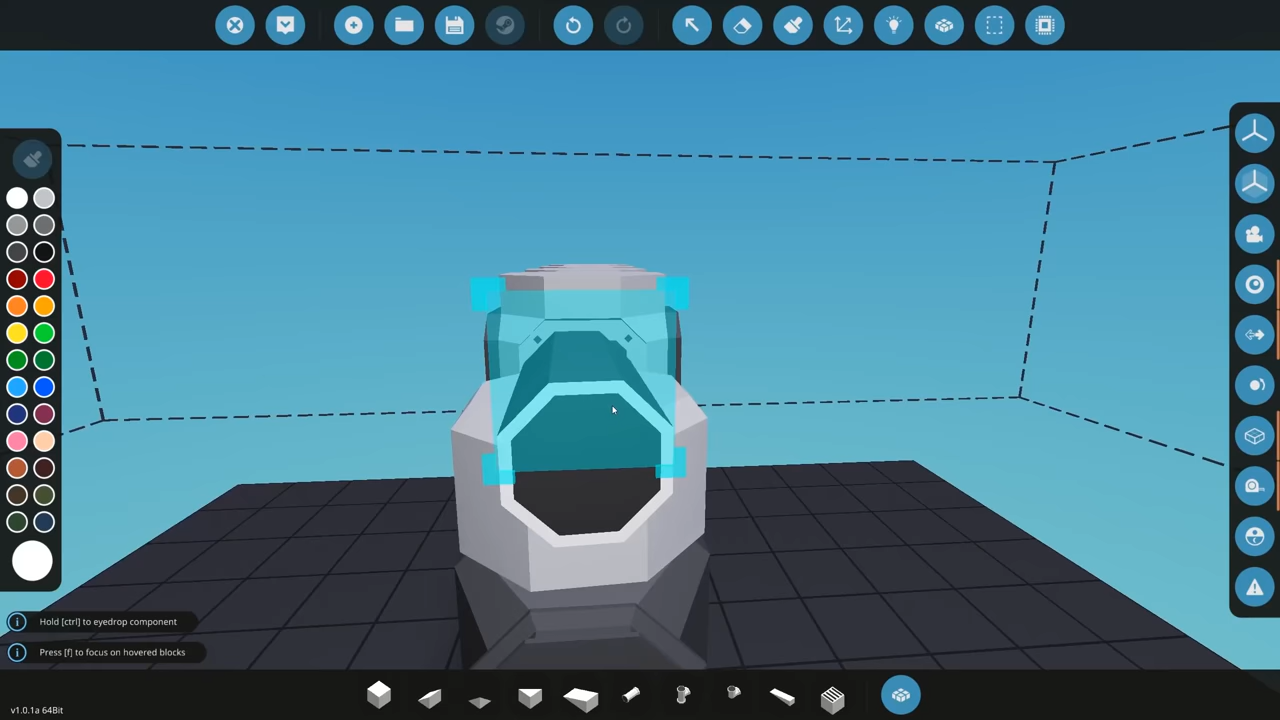 Hold [ctrl] to eyedrop component
Press [f] to focus on hovered blocks
v1.0.1a 64Bit